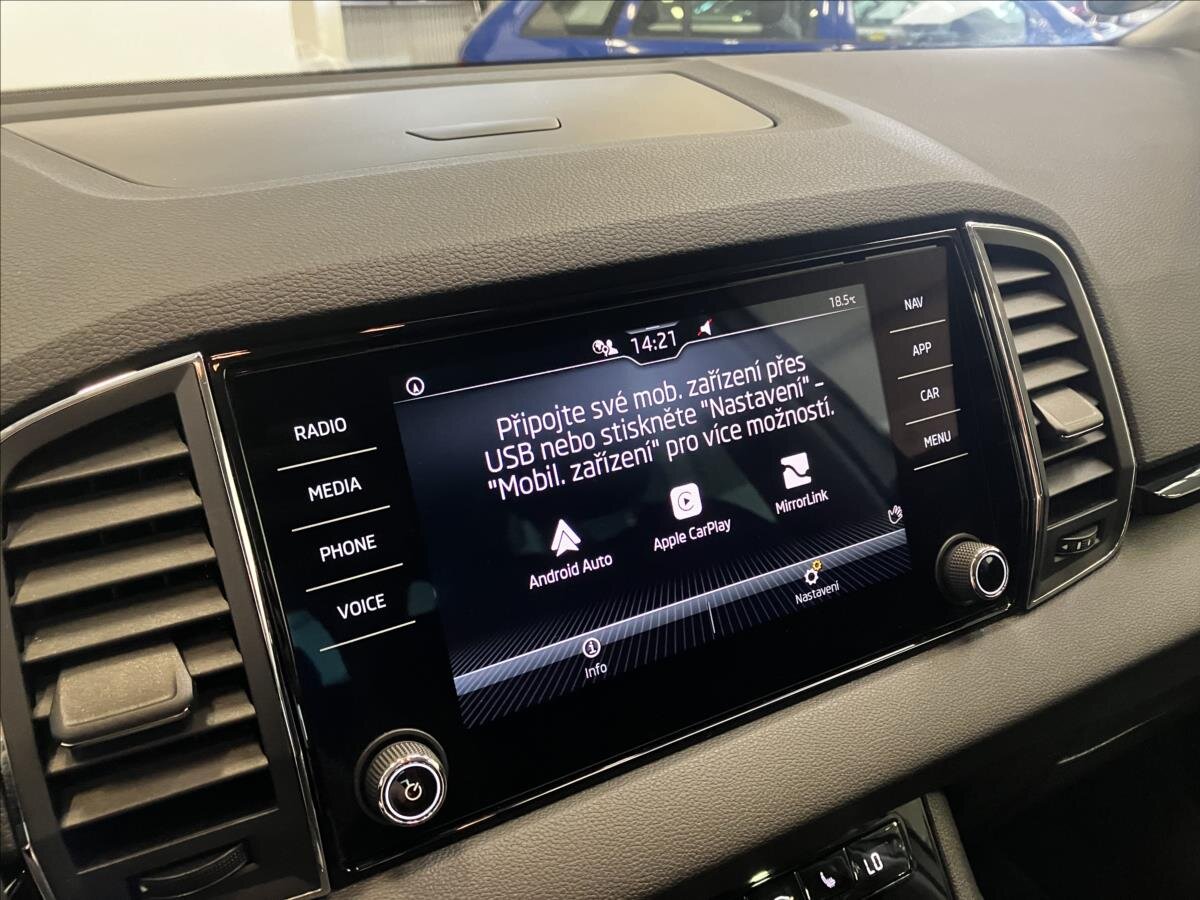 18.5°C
14:21
Připojte své mob. zařízení přes
USB nebo stiskněte "Nastavení" -
"Mobil. zařízení" pro více možností.
Android Auto
Apple CarPlay
MirrorLink
Info
Nastavení
RADIO
MEDIA
PHONE
VOICE
NAV
APP
CAR
MENU
LO